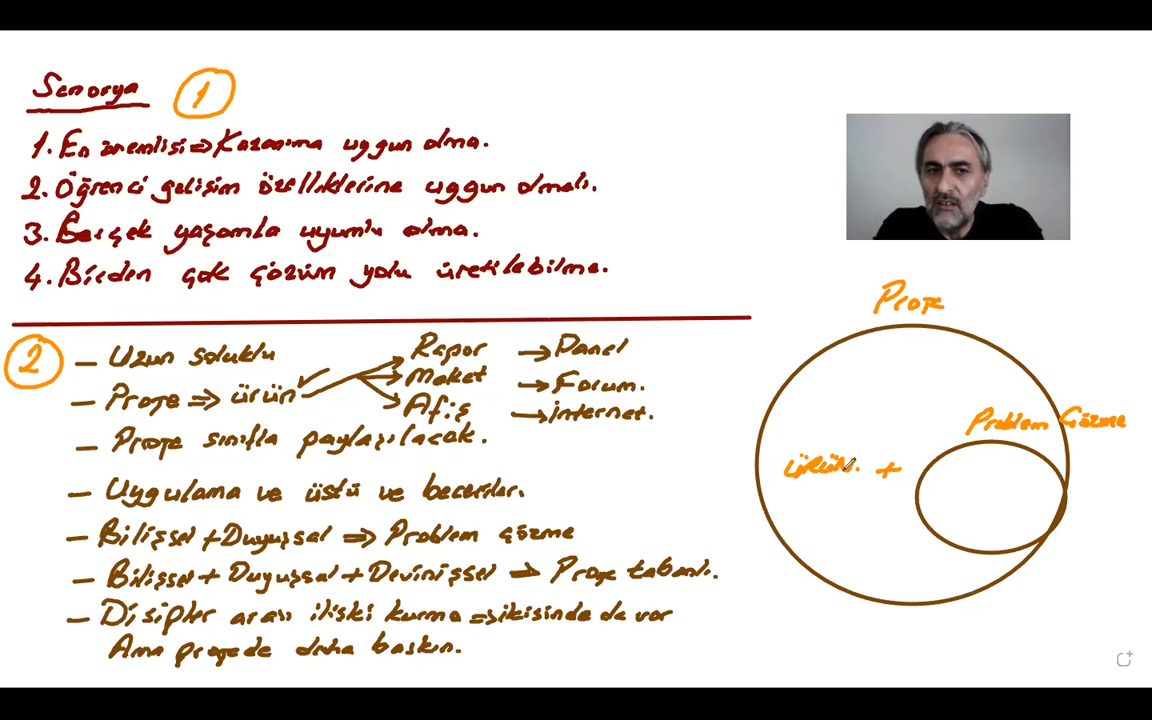 Senorya 1
1. En önemlisi => Kazanıma uygun olma.
2. Öğrenci gelişim özelliklerine uygun olmalı.
3. Gerçek yaşamla uyumlu olma.
4. Birden çok çözüm yolu üretilebilme.
2
— Uzun soluklu
— Proje => ürün → Rapor → Panel
→ Maket → Forum.
→ Afiş → internet.
— Proje sınıfla paylaşılacak.
— Uygulama ve üstü ve beceriler.
— Bilişsel + Duyuşsal => Problem çözme
— Bilişsel + Duyuşsal + Devinişsel → Proje tabanlı.
— Disipler arası ilişki kurma => ikisinde de var
Ama projede daha baskın.
Proje
Problem Çözme
ürün. +